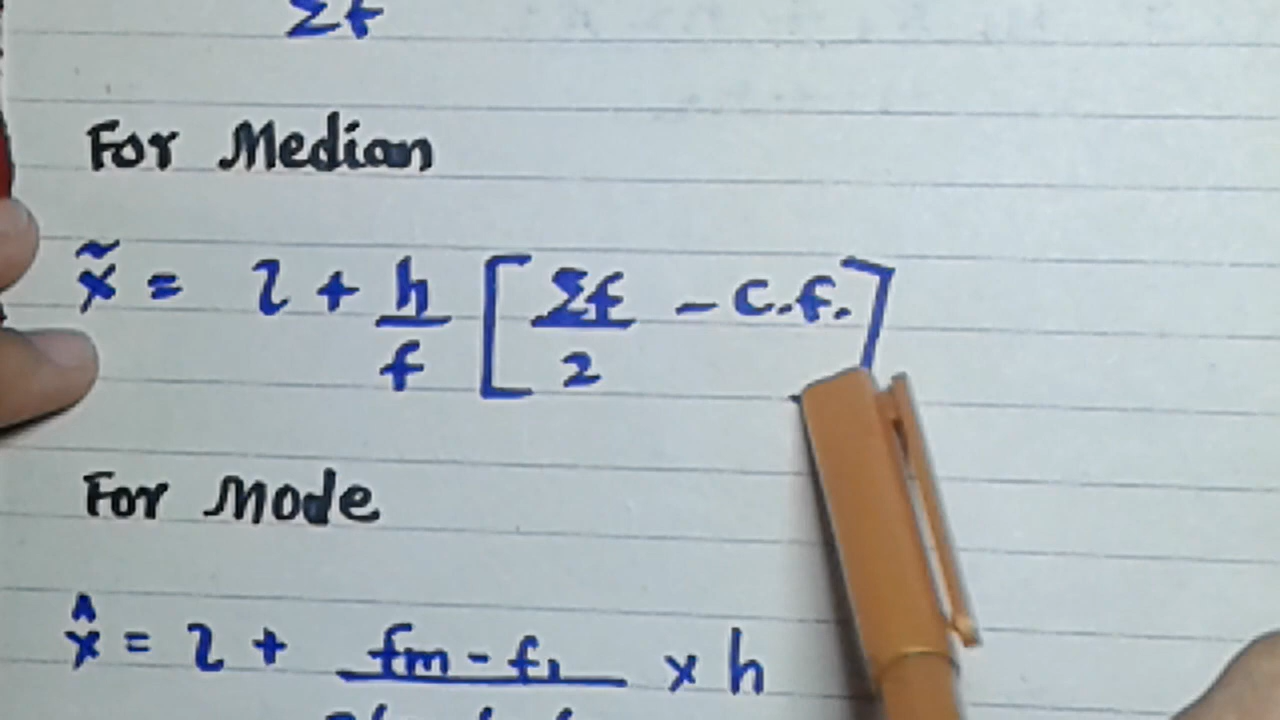 Σf
For Median
x̃ = l + h/f [ Σf/2 - C.f. ]
For Mode
x̂ = l + fm - f1 × h